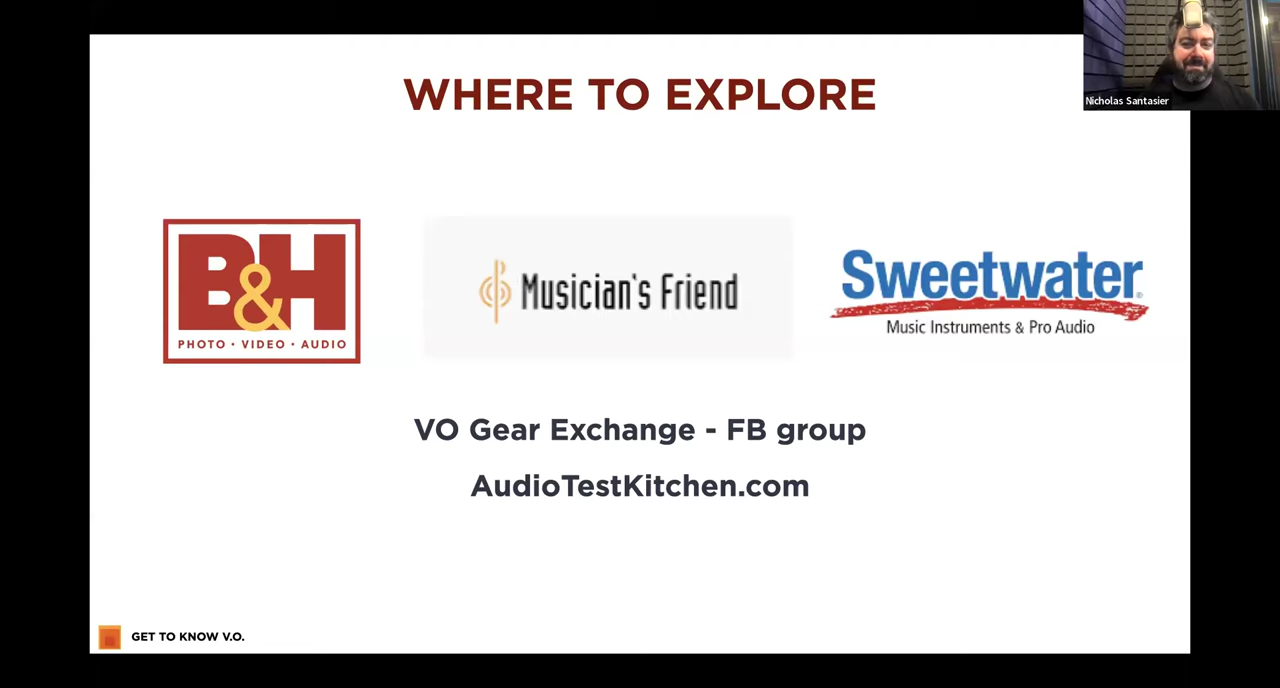 WHERE TO EXPLORE
Nicholas Santasier
B&H
PHOTO · VIDEO · AUDIO
Musician's Friend
Sweetwater®
Music Instruments & Pro Audio
VO Gear Exchange - FB group
AudioTestKitchen.com
GET TO KNOW V.O.